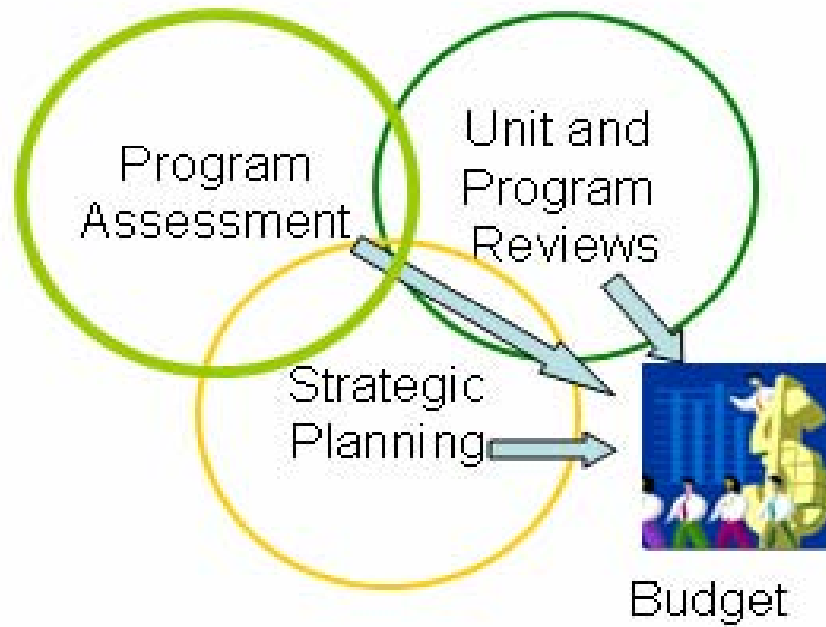 Program
Assessment
Unit and
Program
Reviews
Strategic
Planning
Budget